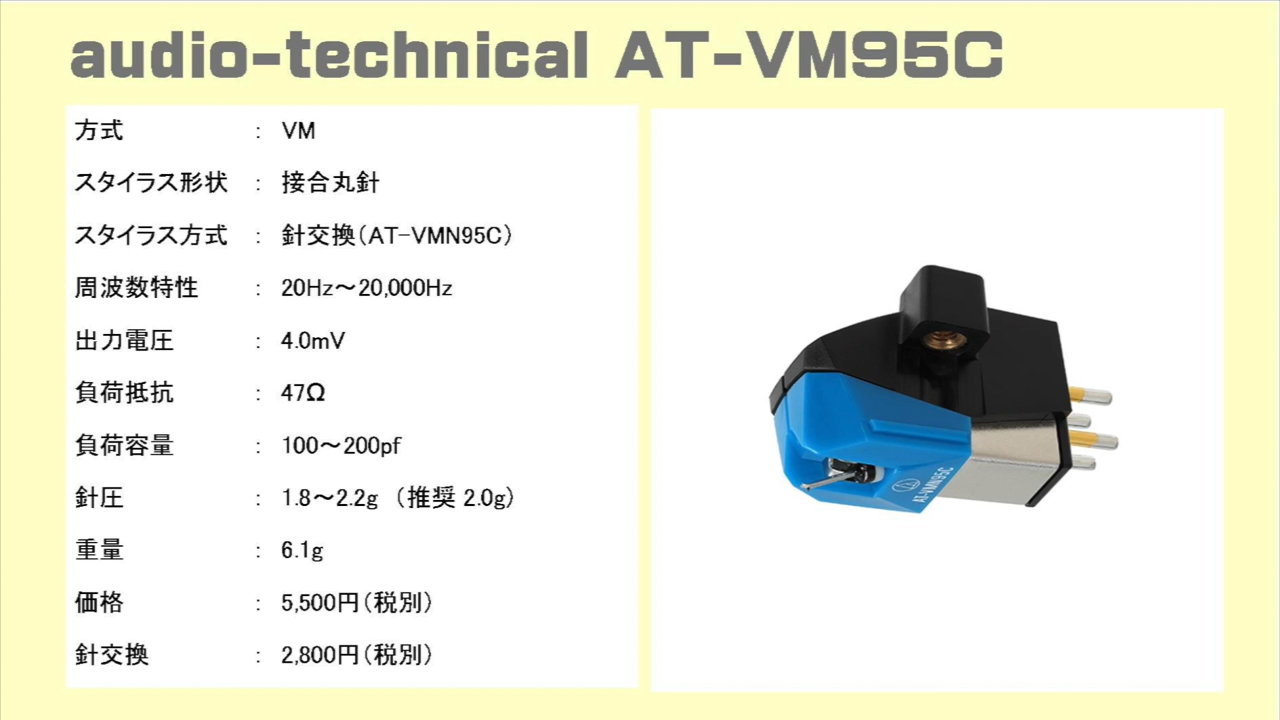 audio-technical AT-VM95C
方式 : VM
スタイラス形状 : 接合丸針
スタイラス方式 : 針交換(AT-VMN95C)
周波数特性 : 20Hz～20,000Hz
出力電圧 : 4.0mV
負荷抵抗 : 47Ω
負荷容量 : 100～200pf
針圧 : 1.8～2.2g (推奨 2.0g)
重量 : 6.1g
価格 : 5,500円(税別)
針交換 : 2,800円(税別)
AT-VMN95C